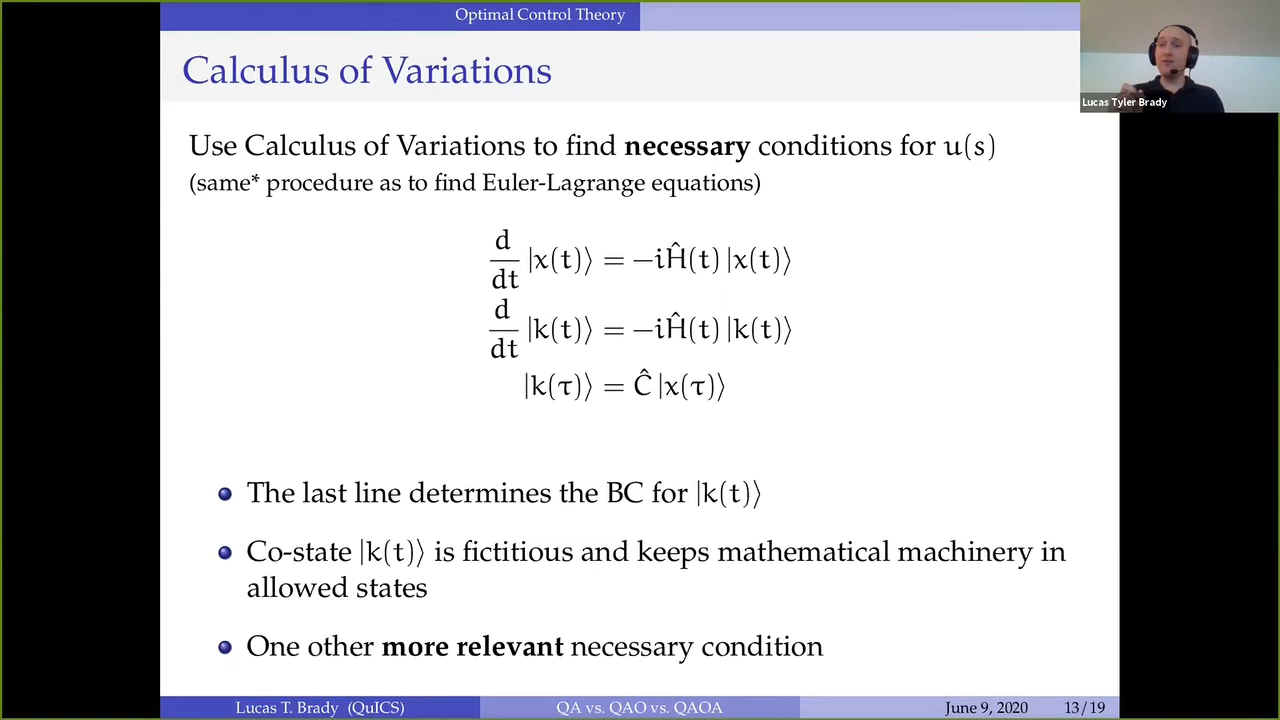 Optimal Control Theory
Calculus of Variations
Lucas Tyler Brady
Use Calculus of Variations to find necessary conditions for u(s)
(same* procedure as to find Euler-Lagrange equations)
d/dt |x(t)⟩ = −iĤ(t) |x(t)⟩
d/dt |k(t)⟩ = −iĤ(t) |k(t)⟩
|k(τ)⟩ = Ĉ |x(τ)⟩
The last line determines the BC for |k(t)⟩
Co-state |k(t)⟩ is fictitious and keeps mathematical machinery in
allowed states
One other more relevant necessary condition
Lucas T. Brady (QuICS) QA vs. QAO vs. QAOA June 9, 2020 13/19